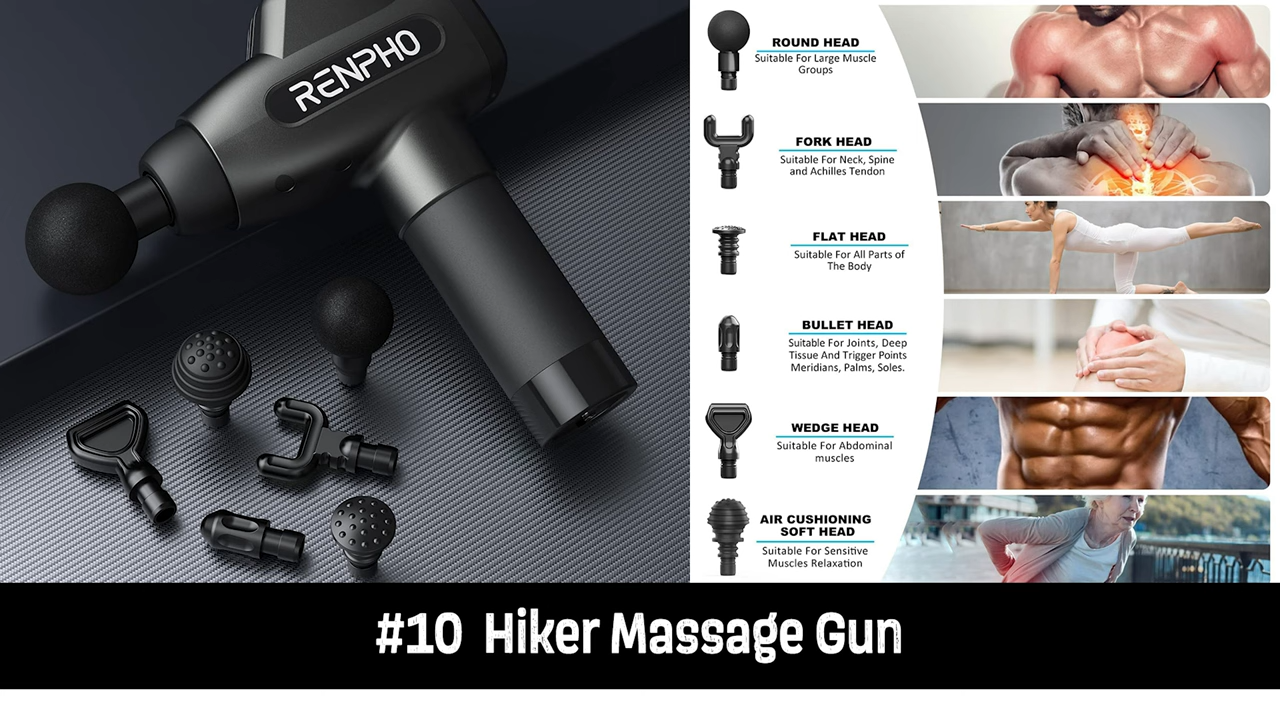 RENPHO
ROUND HEAD
Suitable For Large Muscle
Groups
FORK HEAD
Suitable For Neck, Spine
and Achilles Tendon
FLAT HEAD
Suitable For All Parts of
The Body
BULLET HEAD
Suitable For Joints, Deep
Tissue And Trigger Points
Meridians, Palms, Soles.
WEDGE HEAD
Suitable For Abdominal
muscles
AIR CUSHIONING
SOFT HEAD
Suitable For Sensitive
Muscles Relaxation
#10 Hiker Massage Gun